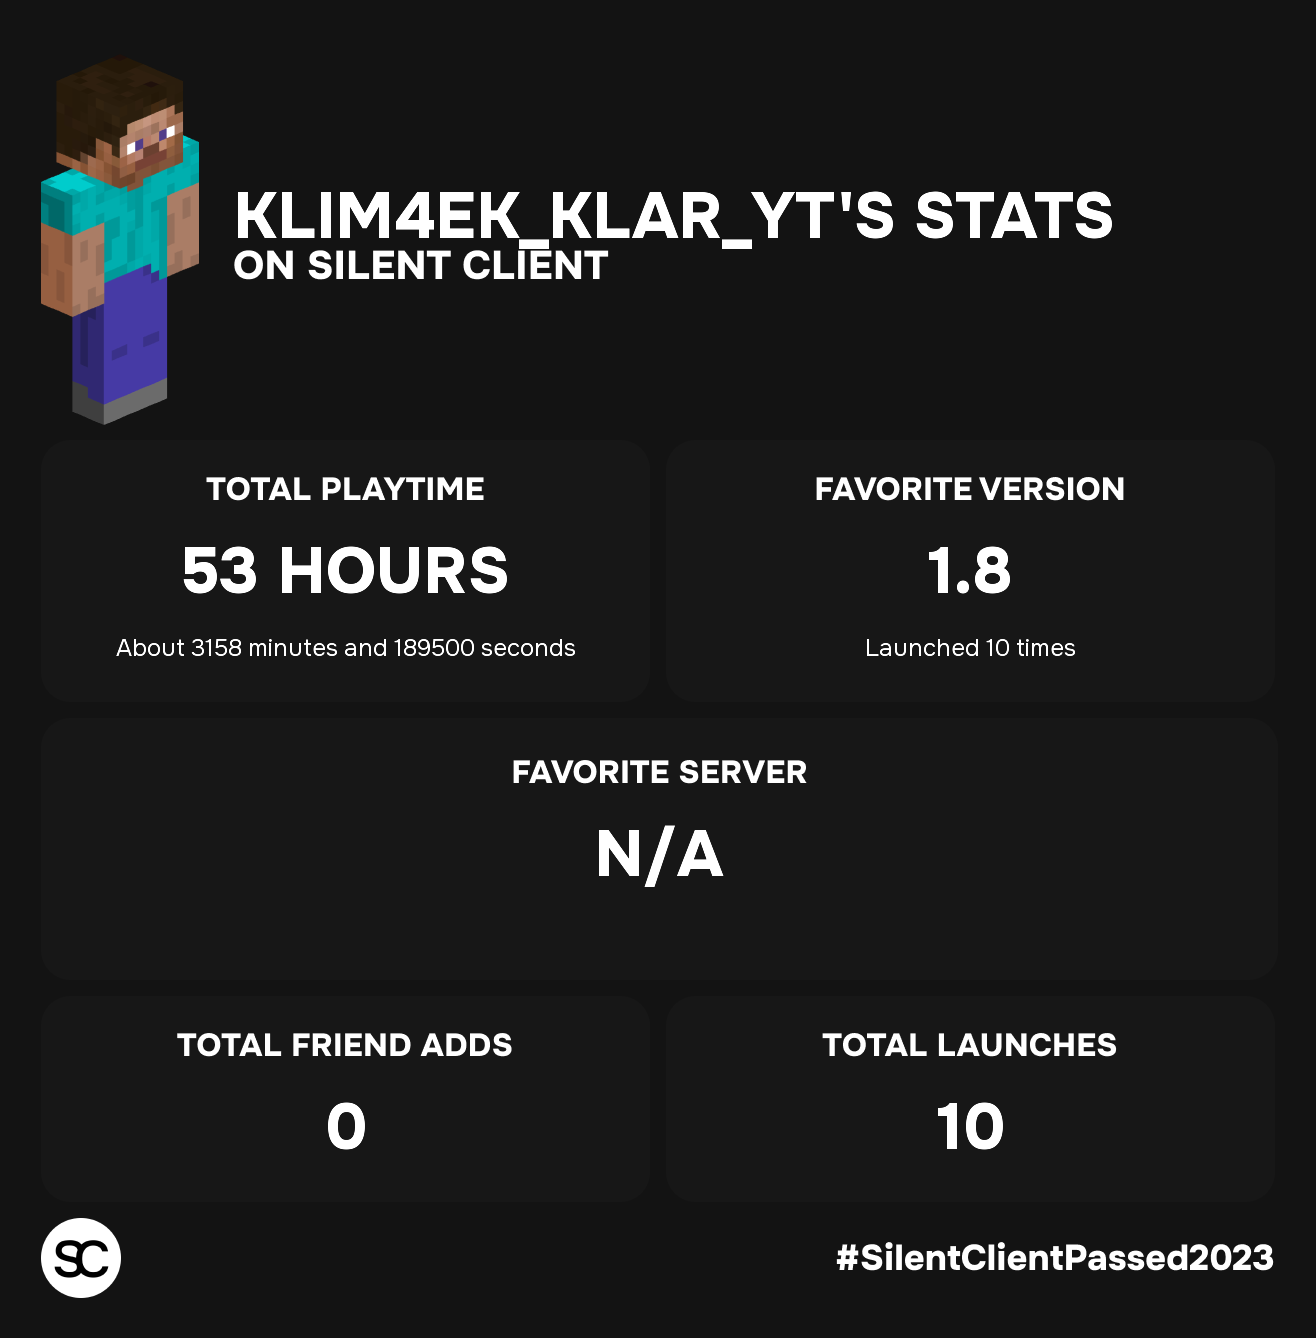 KLIM4EK_KLAR_YT'S STATS
ON SILENT CLIENT
TOTAL PLAYTIME
53 HOURS
About 3158 minutes and 189500 seconds
FAVORITE VERSION
1.8
Launched 10 times
FAVORITE SERVER
N/A
TOTAL FRIEND ADDS
0
TOTAL LAUNCHES
10
SC
#SilentClientPassed2023